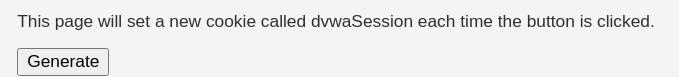 This page will set a new cookie called dvwaSession each time the button is clicked.
Generate